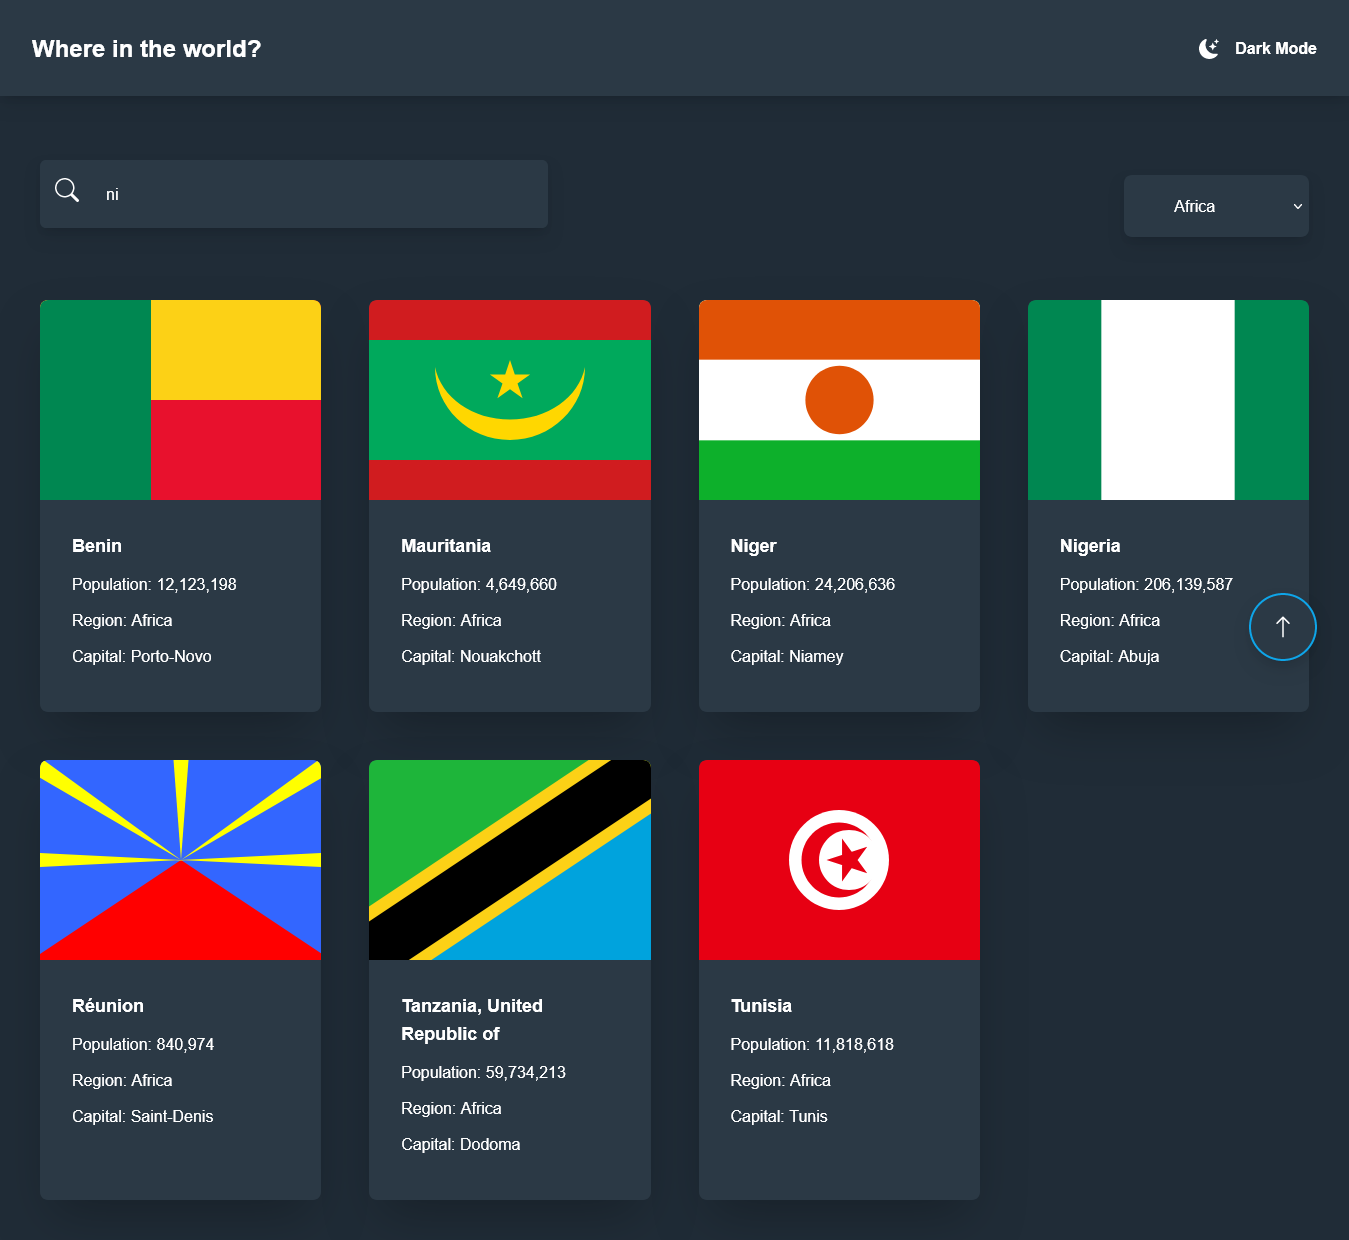 Where in the world?
Dark Mode
ni
Africa
Benin
Population: 12,123,198
Region: Africa
Capital: Porto-Novo
Mauritania
Population: 4,649,660
Region: Africa
Capital: Nouakchott
Niger
Population: 24,206,636
Region: Africa
Capital: Niamey
Nigeria
Population: 206,139,587
Region: Africa
Capital: Abuja
Réunion
Population: 840,974
Region: Africa
Capital: Saint-Denis
Tanzania, United
Republic of
Population: 59,734,213
Region: Africa
Capital: Dodoma
Tunisia
Population: 11,818,618
Region: Africa
Capital: Tunis